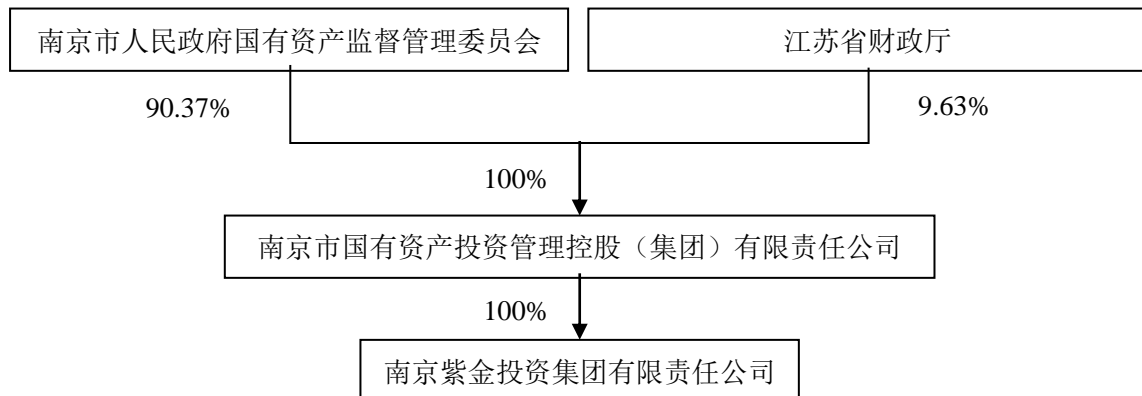 南京市人民政府国有资产监督管理委员会
江苏省财政厅
90.37%
9.63%
100%
南京市国有资产投资管理控股（集团）有限责任公司
100%
南京紫金投资集团有限责任公司